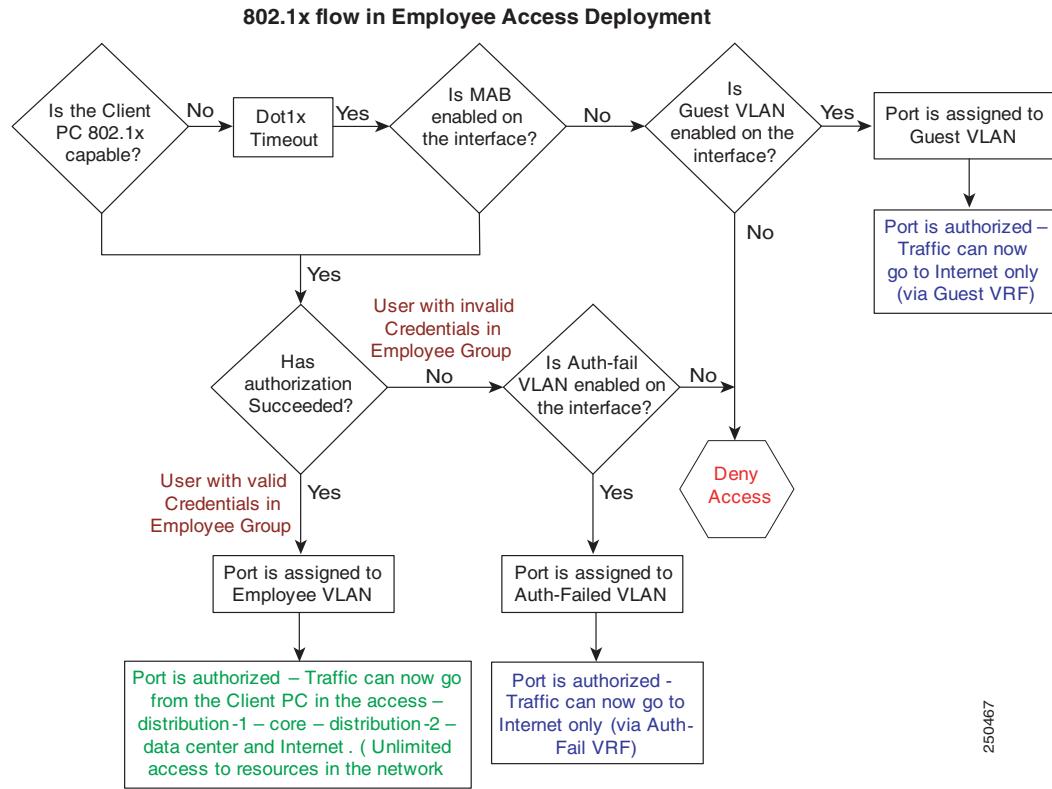 802.1x flow in Employee Access Deployment
Is the Client
PC 802.1x
capable?
No
Dot1x
Timeout
Yes
Is MAB
enabled on
the interface?
No
Is
Guest VLAN
enabled on the
interface?
Yes
Port is assigned to
Guest VLAN
Port is authorized –
Traffic can now
go to Internet only
(via Guest VRF)
No
Yes
Has
authorization
Succeeded?
User with invalid
Credentials in
Employee Group
No
Is Auth-fail
VLAN enabled on
the interface?
No
Deny
Access
User with valid
Credentials in
Employee Group
Yes
Yes
Port is assigned to
Employee VLAN
Port is assigned to
Auth-Failed VLAN
Port is authorized – Traffic can now go
from the Client PC in the access –
distribution-1 – core – distribution-2 –
data center and Internet . ( Unlimited
access to resources in the network
Port is authorized -
Traffic can now go to
Internet only (via Auth-
Fail VRF)
250467